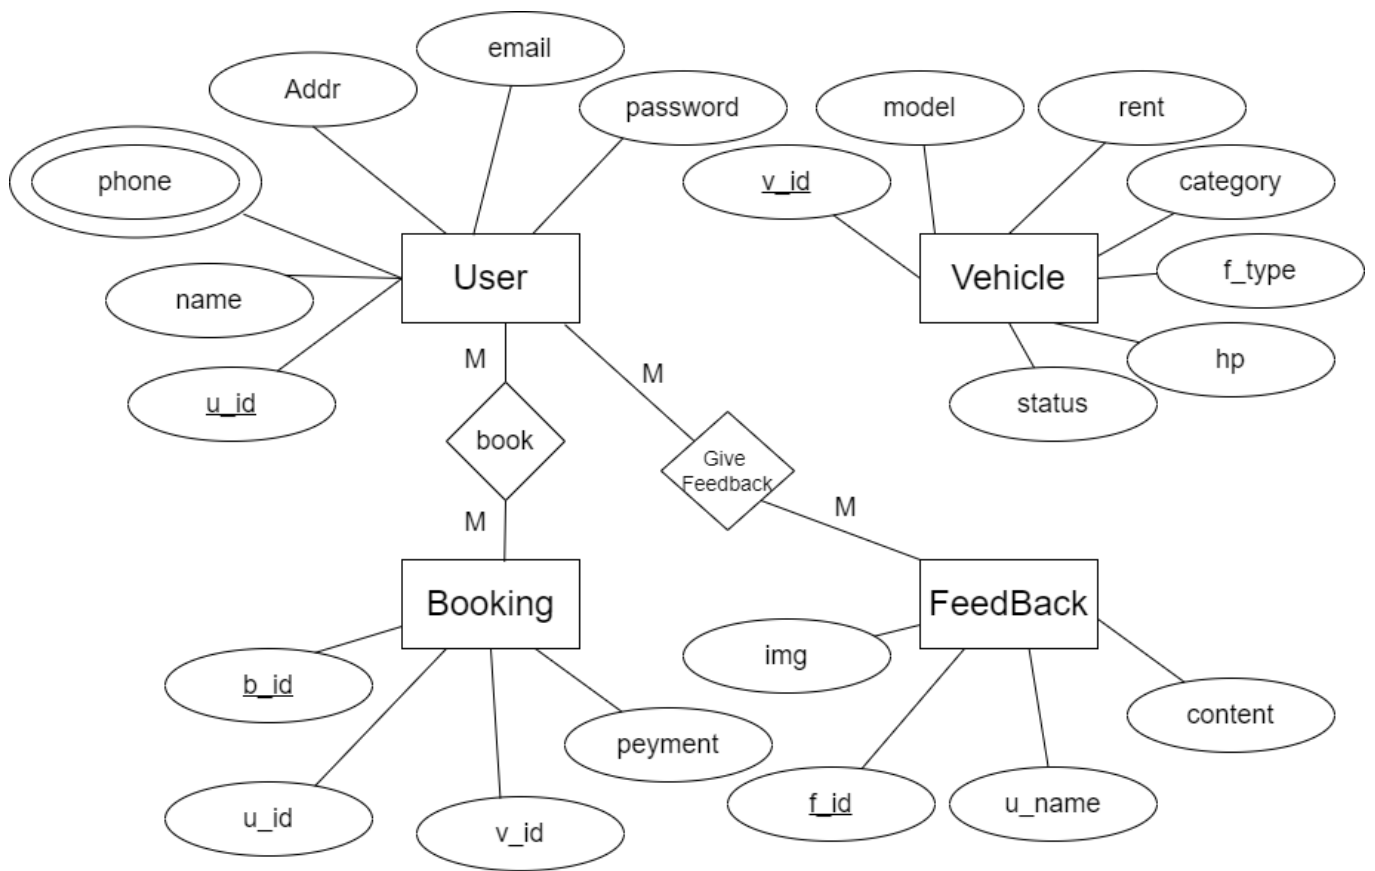 email
Addr
password
model
rent
phone
v_id
category
User
Vehicle
f_type
name
M
M
hp
u_id
status
book
Give
Feedback
M
M
Booking
FeedBack
img
b_id
content
peyment
f_id
u_name
u_id
v_id